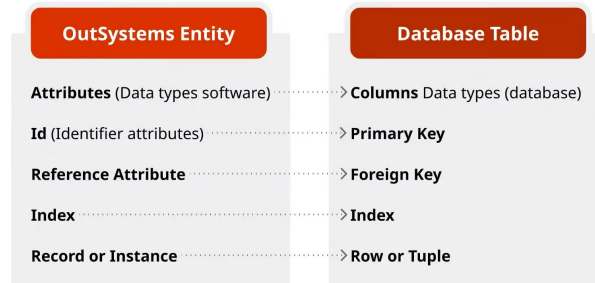 OutSystems Entity
Database Table
Attributes (Data types software)
Columns Data types (database)
Id (Identifier attributes)
Primary Key
Reference Attribute
Foreign Key
Index
Index
Record or Instance
Row or Tuple